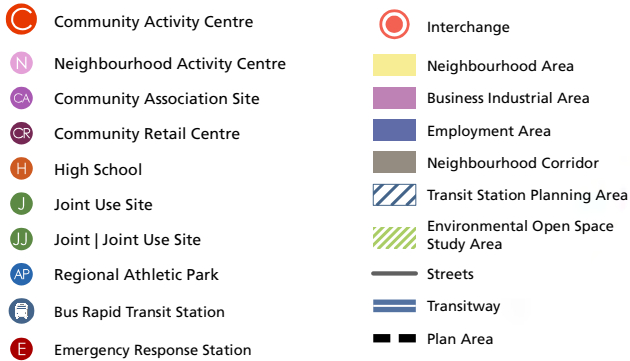 C Community Activity Centre
N Neighbourhood Activity Centre
CA Community Association Site
CR Community Retail Centre
H High School
J Joint Use Site
JJ Joint | Joint Use Site
AP Regional Athletic Park
Bus Rapid Transit Station
E Emergency Response Station
Interchange
Neighbourhood Area
Business Industrial Area
Employment Area
Neighbourhood Corridor
Transit Station Planning Area
Environmental Open Space
Study Area
Streets
Transitway
Plan Area